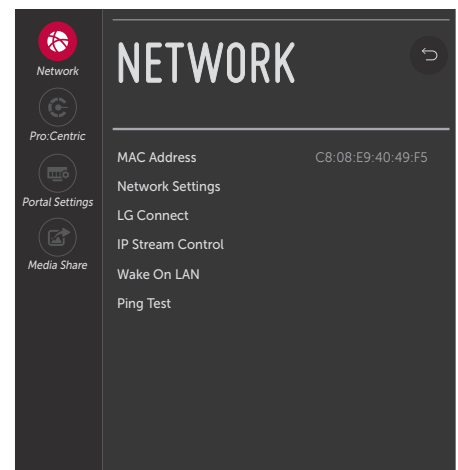 Network
Pro:Centric
Portal Settings
Media Share
NETWORK
MAC Address C8:08:E9:40:49:F5
Network Settings
LG Connect
IP Stream Control
Wake On LAN
Ping Test